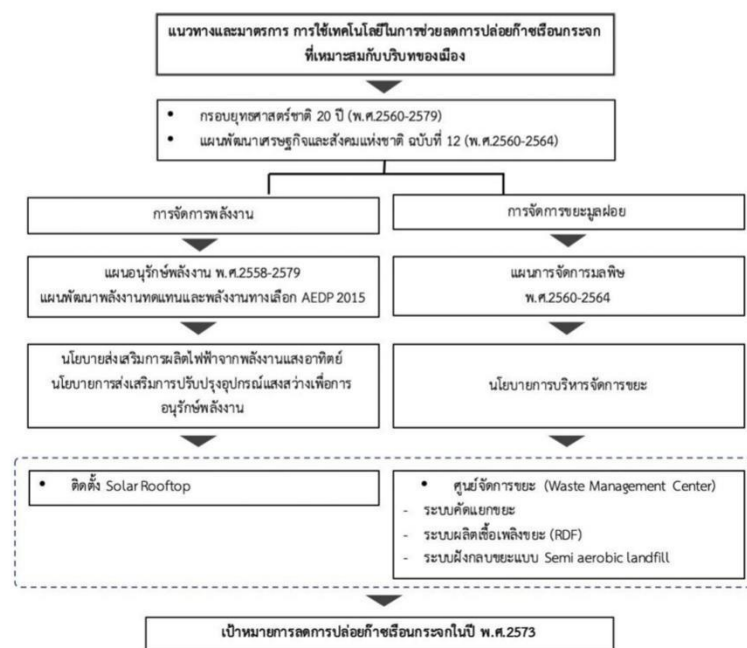 แนวทางและมาตรการ การใช้เทคโนโลยีในการช่วยลดการปล่อยก๊าซเรือนกระจก
ที่เหมาะสมกับบริบทของเมือง
• กรอบยุทธศาสตร์ชาติ 20 ปี (พ.ศ.2560-2579)
• แผนพัฒนาเศรษฐกิจและสังคมแห่งชาติ ฉบับที่ 12 (พ.ศ.2560-2564)
การจัดการพลังงาน
แผนอนุรักษ์พลังงาน พ.ศ.2558-2579
แผนพัฒนาพลังงานทดแทนและพลังงานทางเลือก AEDP 2015
นโยบายส่งเสริมการผลิตไฟฟ้าจากพลังงานแสงอาทิตย์
นโยบายการส่งเสริมการปรับปรุงอุปกรณ์แสงสว่างเพื่อการ
อนุรักษ์พลังงาน
• ติดตั้ง Solar Rooftop
การจัดการขยะมูลฝอย
แผนการจัดการมลพิษ
พ.ศ.2560-2564
นโยบายการบริหารจัดการขยะ
• ศูนย์จัดการขยะ (Waste Management Center)
- ระบบคัดแยกขยะ
- ระบบผลิตเชื้อเพลิงขยะ (RDF)
- ระบบฝังกลบขยะแบบ Semi aerobic landfill
เป้าหมายการลดการปล่อยก๊าซเรือนกระจกในปี พ.ศ.2573